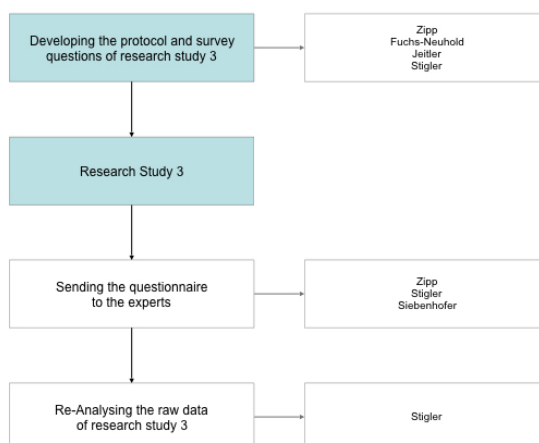 Developing the protocol and survey
questions of research study 3
Zipp
Fuchs-Neuhold
Jeitler
Stigler
Research Study 3
Sending the questionnaire
to the experts
Zipp
Stigler
Siebenhofer
Re-Analysing the raw data
of research study 3
Stigler